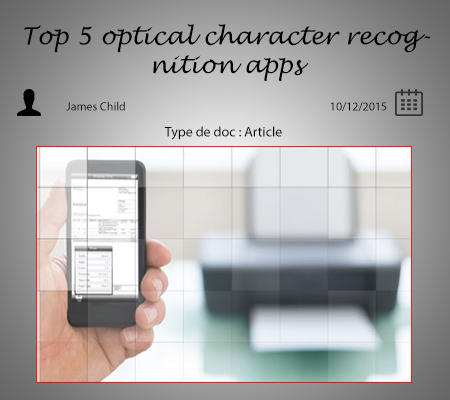 Top 5 optical character recog-
nition apps
James Child
10/12/2015
Type de doc : Article